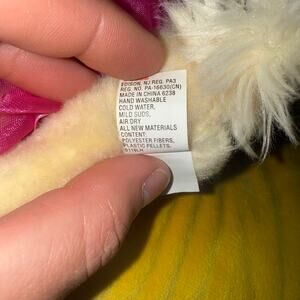 EDISON, NJ REG. PA3
REG. NO. PA-16630(CN)
MADE IN CHINA 6238
HAND WASHABLE
COLD WATER,
MILD SUDS,
AIR DRY
ALL NEW MATERIALS
CONTENT:
POLYESTER FIBERS,
PLASTIC PELLETS.